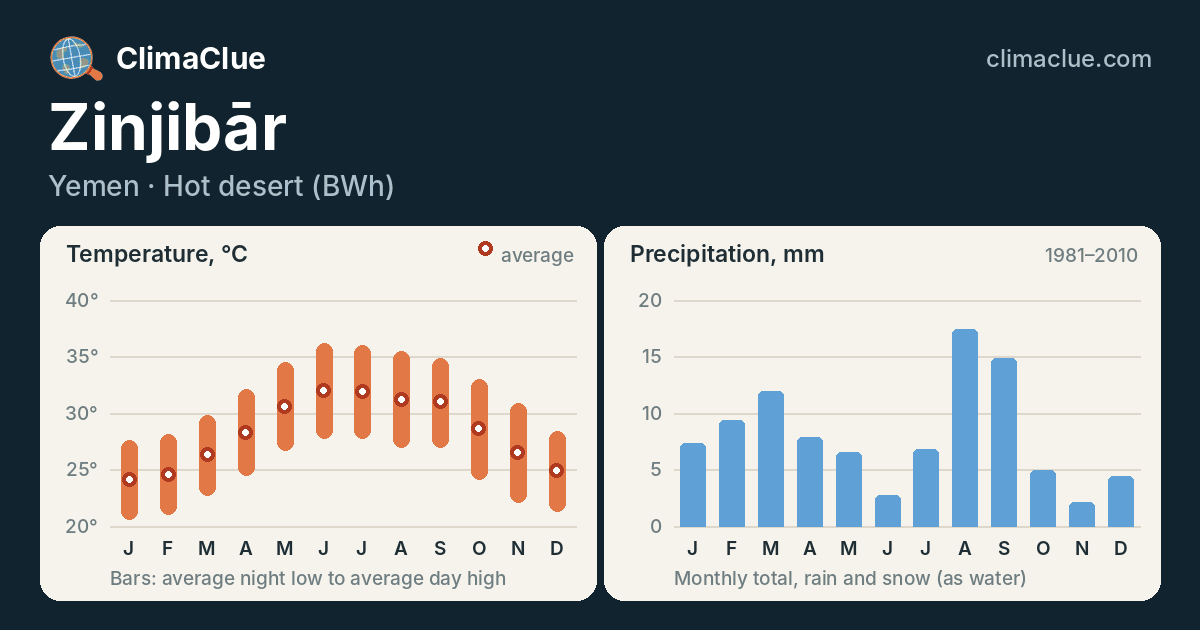 ClimaClue
climaclue.com
Zinjibār
Yemen · Hot desert (BWh)
Temperature, °C
average
40°
35°
30°
25°
20°
J F M A M J J A S O N D
Bars: average night low to average day high
Precipitation, mm
1981–2010
20
15
10
5
0
J F M A M J J A S O N D
Monthly total, rain and snow (as water)